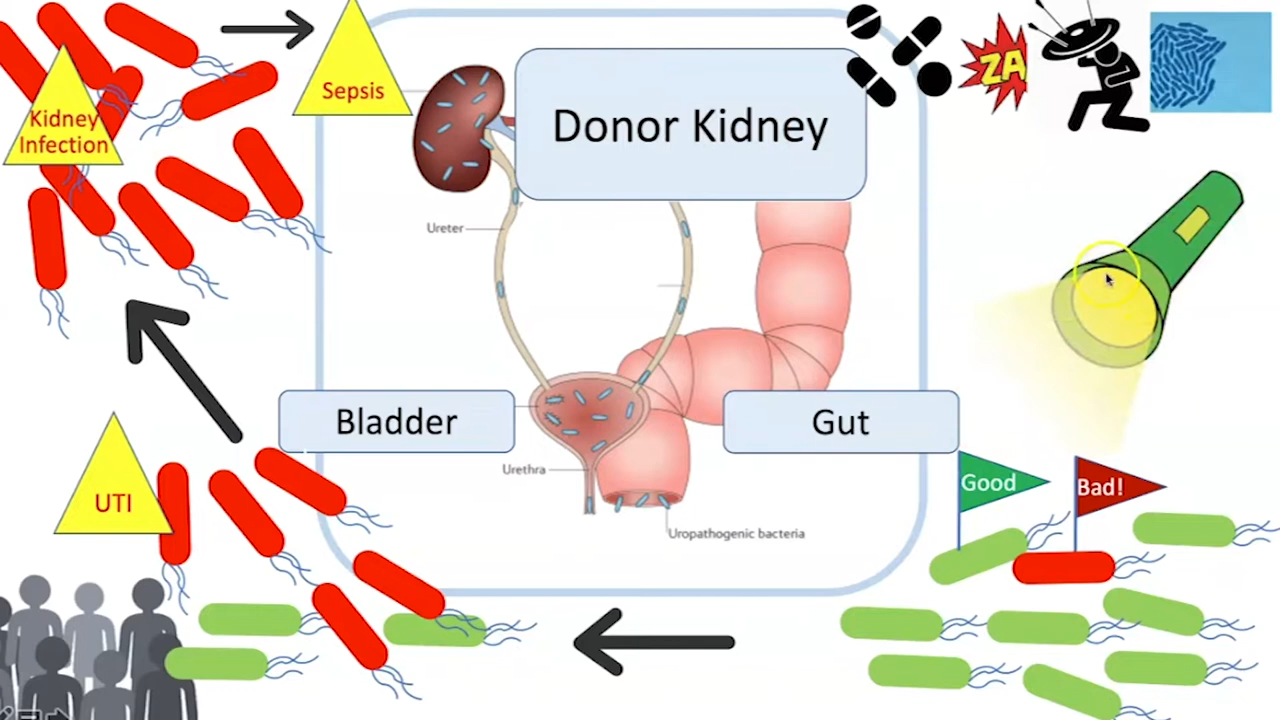 Kidney
Infection
Sepsis
Donor Kidney
ZA
Ureter
Bladder
Gut
Urethra
Uropathogenic bacteria
UTI
Good
Bad!